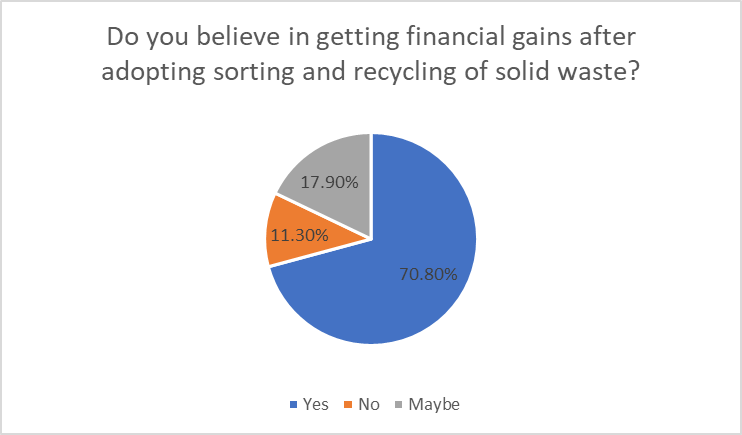 Do you believe in getting financial gains after
adopting sorting and recycling of solid waste?
17.90%
11.30%
70.80%
Yes No Maybe